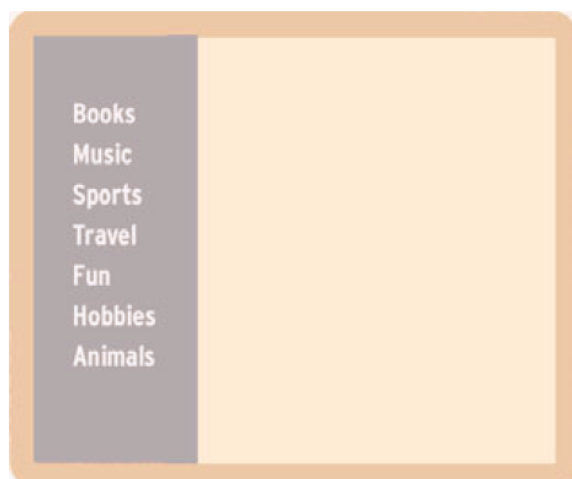 Books
Music
Sports
Travel
Fun
Hobbies
Animals